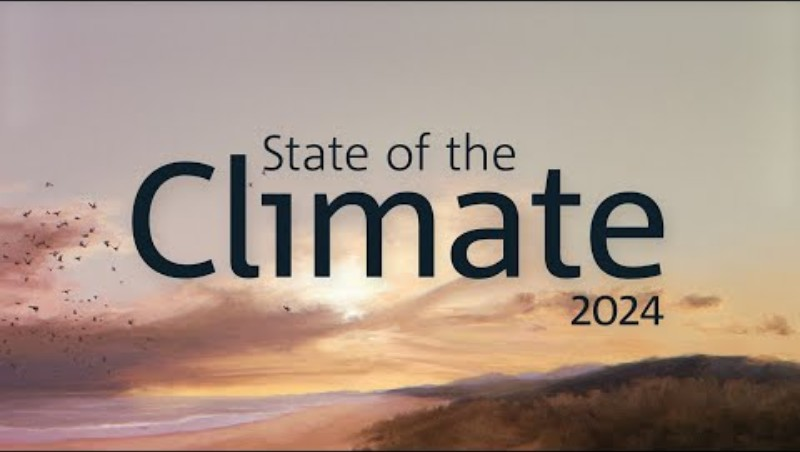 State of the
Climate
2024